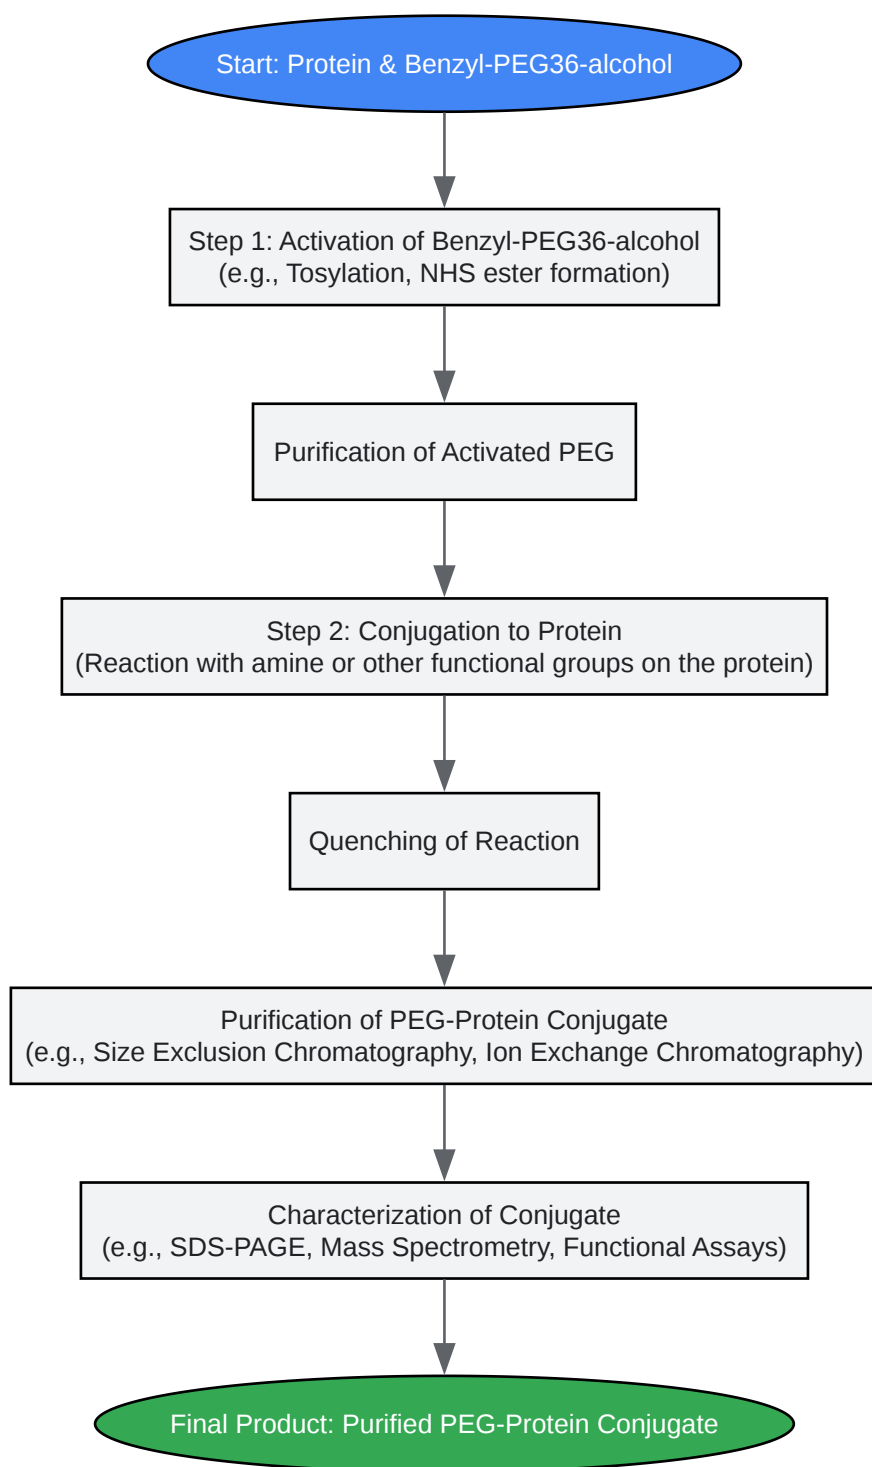 Start: Protein & Benzyl-PEG36-alcohol
Step 1: Activation of Benzyl-PEG36-alcohol
(e.g., Tosylation, NHS ester formation)
Purification of Activated PEG
Step 2: Conjugation to Protein
(Reaction with amine or other functional groups on the protein)
Quenching of Reaction
Purification of PEG-Protein Conjugate
(e.g., Size Exclusion Chromatography, Ion Exchange Chromatography)
Characterization of Conjugate
(e.g., SDS-PAGE, Mass Spectrometry, Functional Assays)
Final Product: Purified PEG-Protein Conjugate